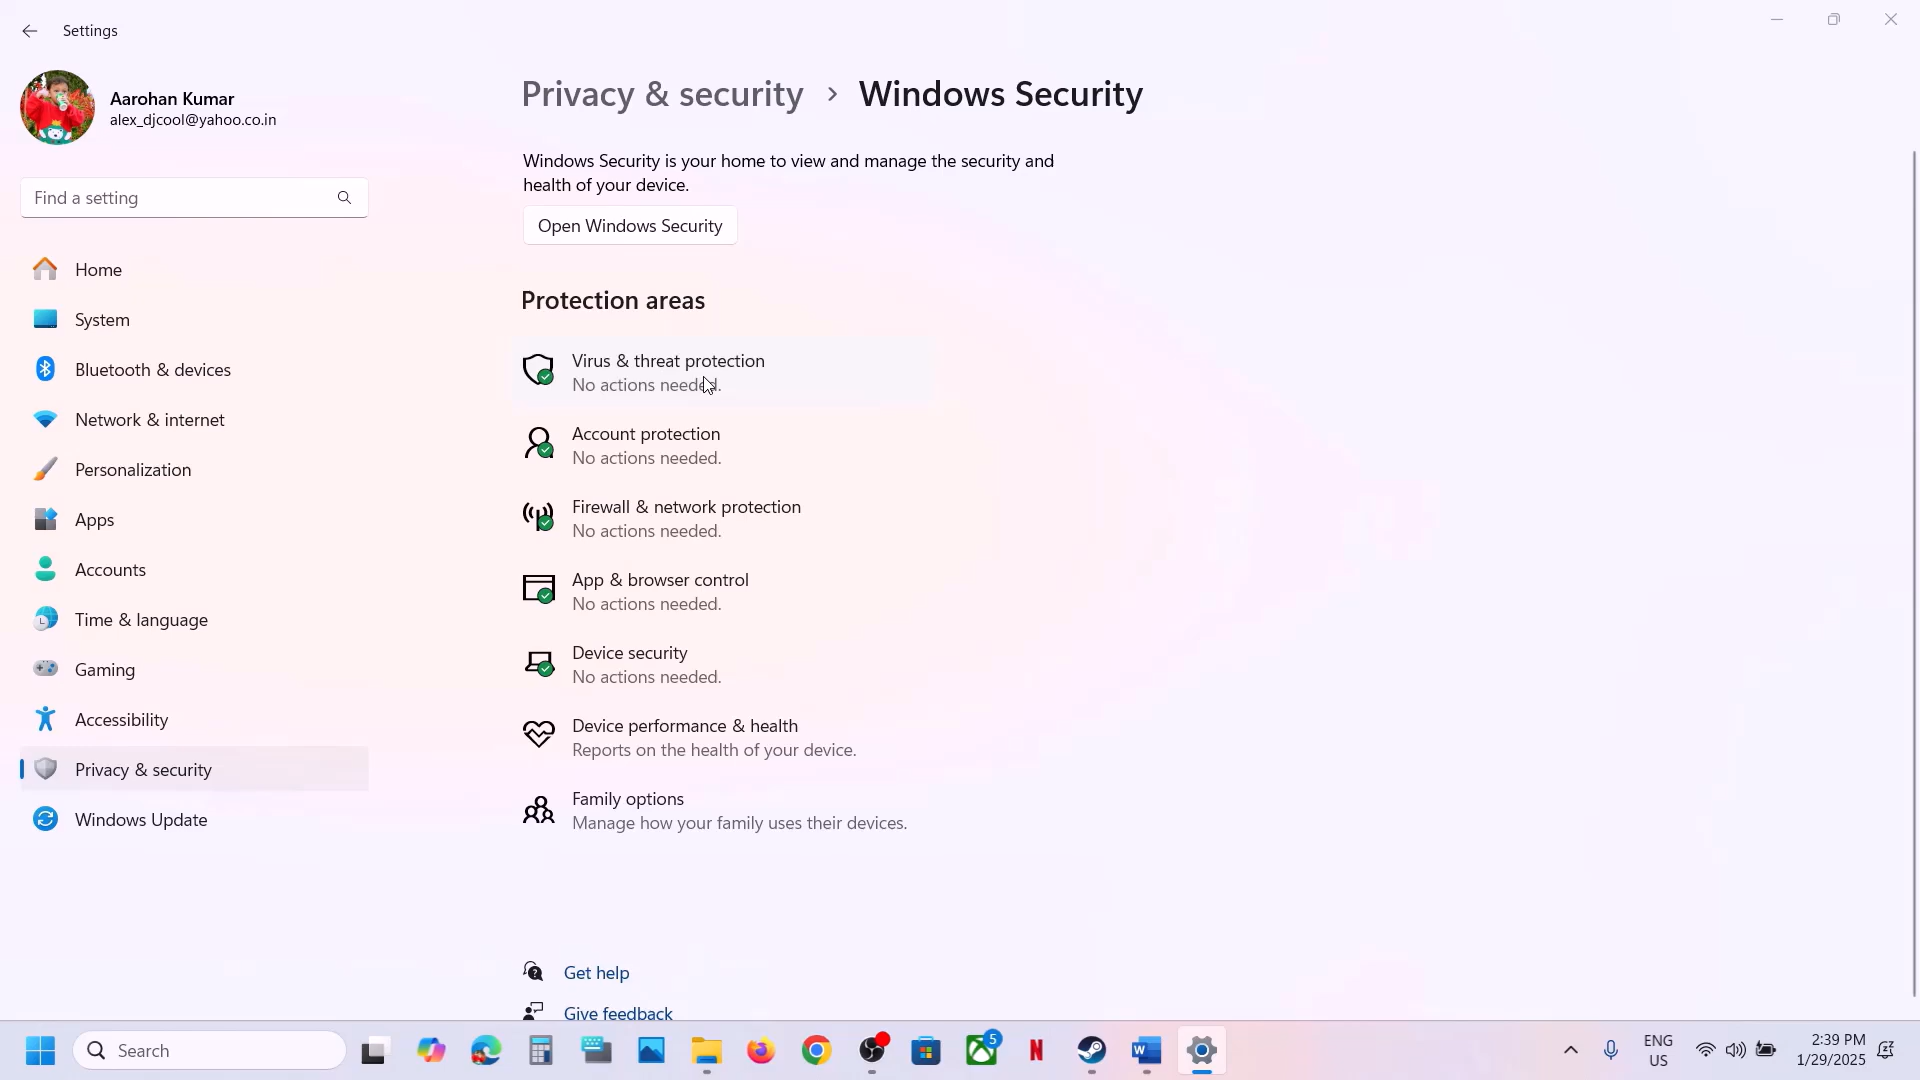 Settings
Aarohan Kumar
alex_djcool@yahoo.co.in
Find a setting
Home
System
Bluetooth & devices
Network & internet
Personalization
Apps
Accounts
Time & language
Gaming
Accessibility
Privacy & security
Windows Update
Privacy & security > Windows Security
Windows Security is your home to view and manage the security and
health of your device.
Open Windows Security
Protection areas
Virus & threat protection
No actions needed.
Account protection
No actions needed.
Firewall & network protection
No actions needed.
App & browser control
No actions needed.
Device security
No actions needed.
Device performance & health
Reports on the health of your device.
Family options
Manage how your family uses their devices.
Get help
Give feedback
Search
5
N
W
ENG
US
2:39 PM
1/29/2025